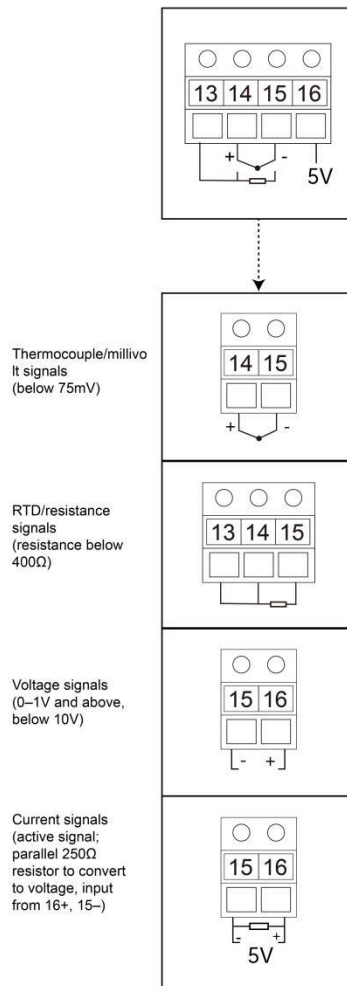 13 14 15 16
+ -
5V
Thermocouple/millivo
lt signals
(below 75mV)
14 15
+ -
RTD/resistance
signals
(resistance below
400Ω)
13 14 15
Voltage signals
(0–1V and above,
below 10V)
15 16
- +
Current signals
(active signal;
parallel 250Ω
resistor to convert
to voltage, input
from 16+, 15–)
15 16
- +
5V